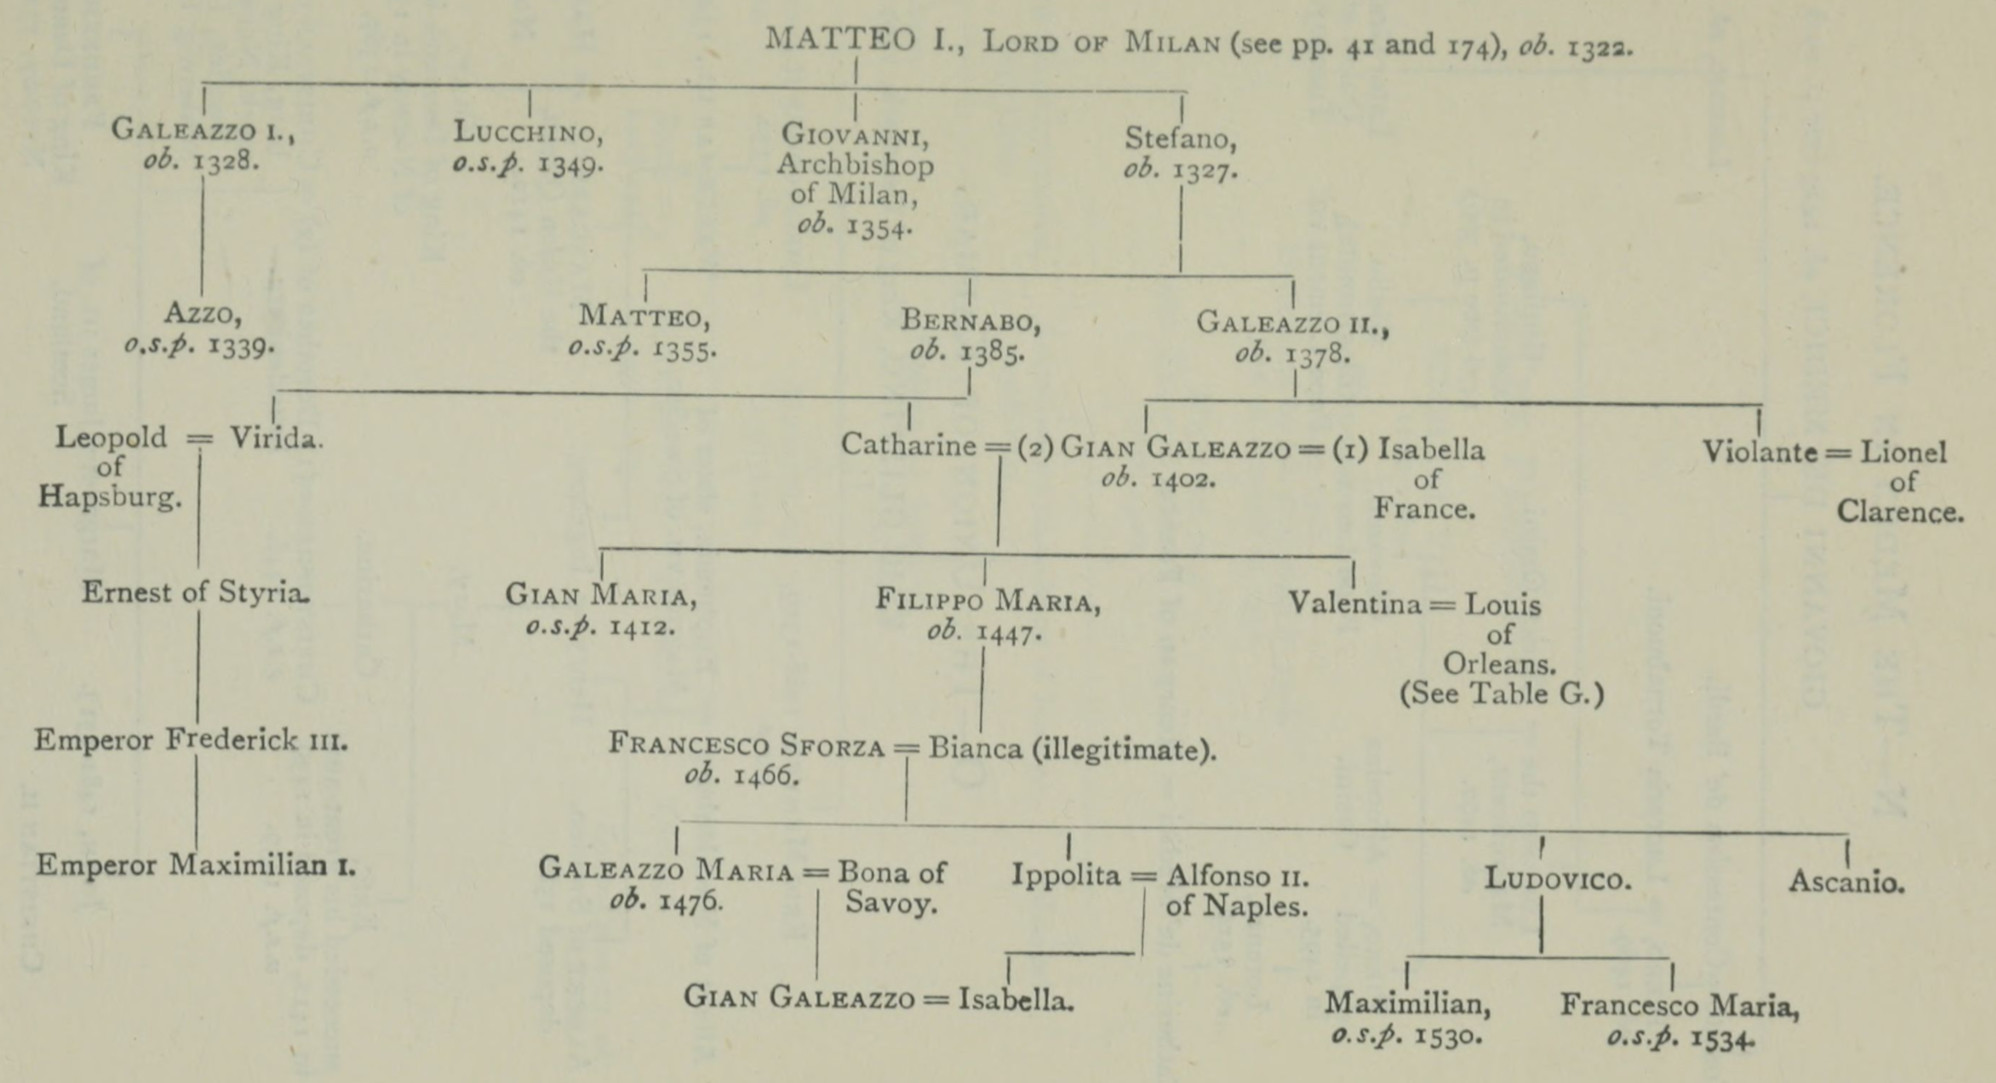 MATTEO I., LORD OF MILAN (see pp. 41 and 174), ob. 1322.
GALEAZZO I.,
ob. 1328.
LUCCHINO,
o.s.p. 1349.
GIOVANNI,
Archbishop
of Milan,
ob. 1354.
Stefano,
ob. 1327.
AZZO,
o.s.p. 1339.
MATTEO,
o.s.p. 1355.
BERNABO,
ob. 1385.
GALEAZZO II.,
ob. 1378.
Leopold = Virida.
of
Hapsburg.
Catharine = (2) GIAN GALEAZZO = (1) Isabella
ob. 1402.
of
France.
Violante = Lionel
of
Clarence.
Ernest of Styria.
GIAN MARIA,
o.s.p. 1412.
FILIPPO MARIA,
ob. 1447.
Valentina = Louis
of
Orleans.
(See Table G.)
Emperor Frederick III.
FRANCESCO SFORZA = Bianca (illegitimate).
ob. 1466.
Emperor Maximilian I.
GALEAZZO MARIA = Bona of
ob. 1476.
Savoy.
Ippolita = Alfonso II.
of Naples.
LUDOVICO.
Ascanio.
GIAN GALEAZZO = Isabella.
Maximilian,
o.s.p. 1530.
Francesco Maria,
o.s.p. 1534.